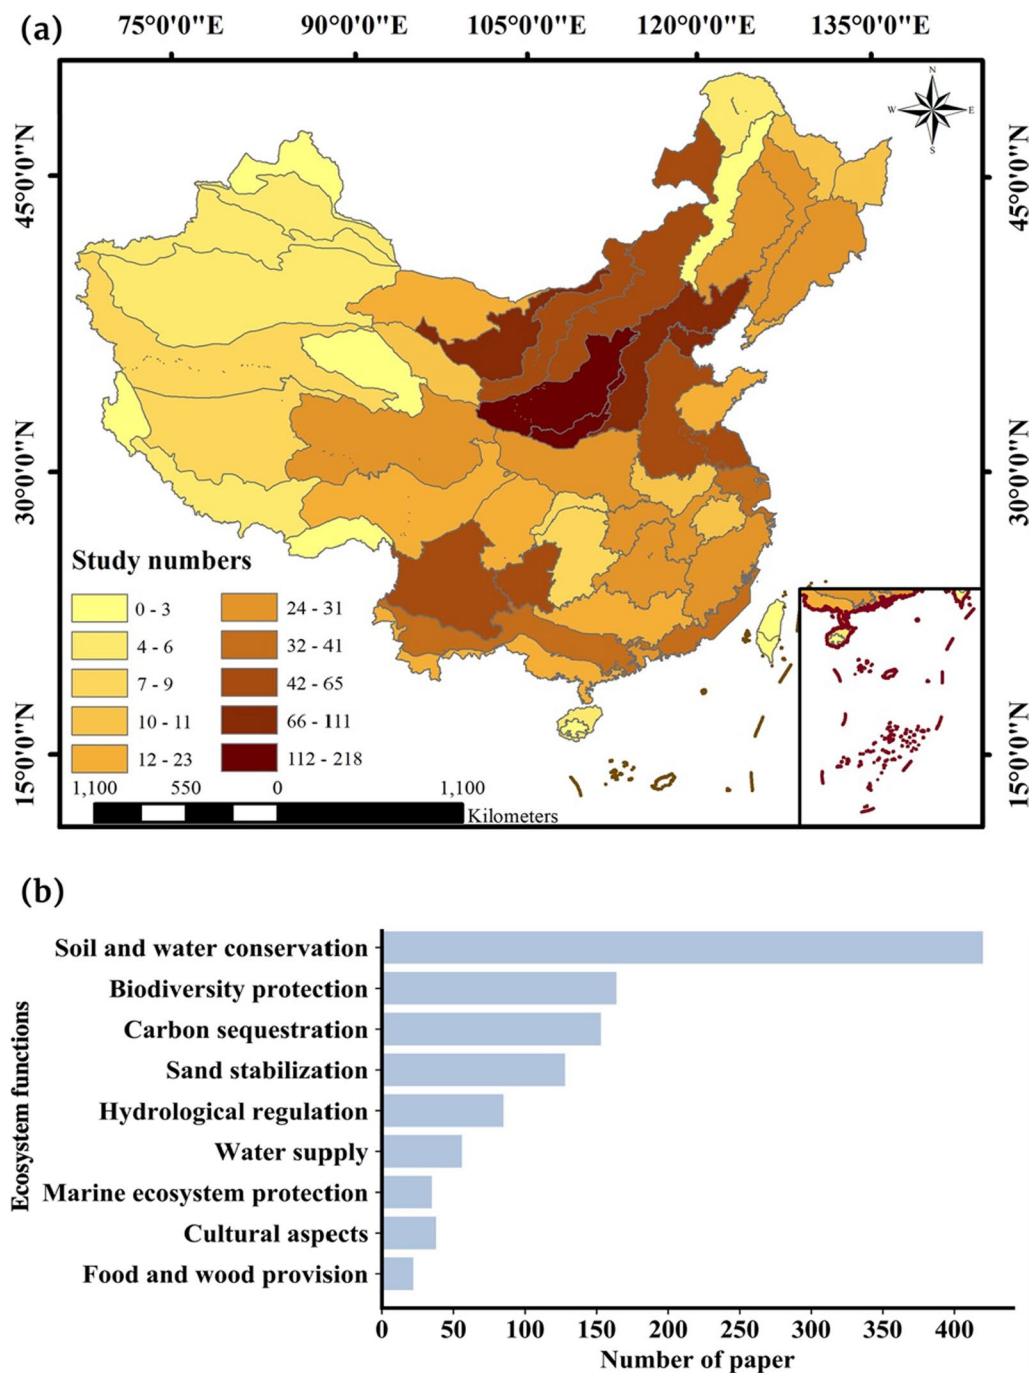 (a)
75°0'0"E 90°0'0"E 105°0'0"E 120°0'0"E 135°0'0"E
N
W E
S
45°0'0"N 45°0'0"N
30°0'0"N 30°0'0"N
15°0'0"N 15°0'0"N
Study numbers
0 - 3 24 - 31
4 - 6 32 - 41
7 - 9 42 - 65
10 - 11 66 - 111
12 - 23 112 - 218
1,100 550 0 1,100
Kilometers
(b)
Ecosystem functions
Soil and water conservation
Biodiversity protection
Carbon sequestration
Sand stabilization
Hydrological regulation
Water supply
Marine ecosystem protection
Cultural aspects
Food and wood provision
0 50 100 150 200 250 300 350 400
Number of paper